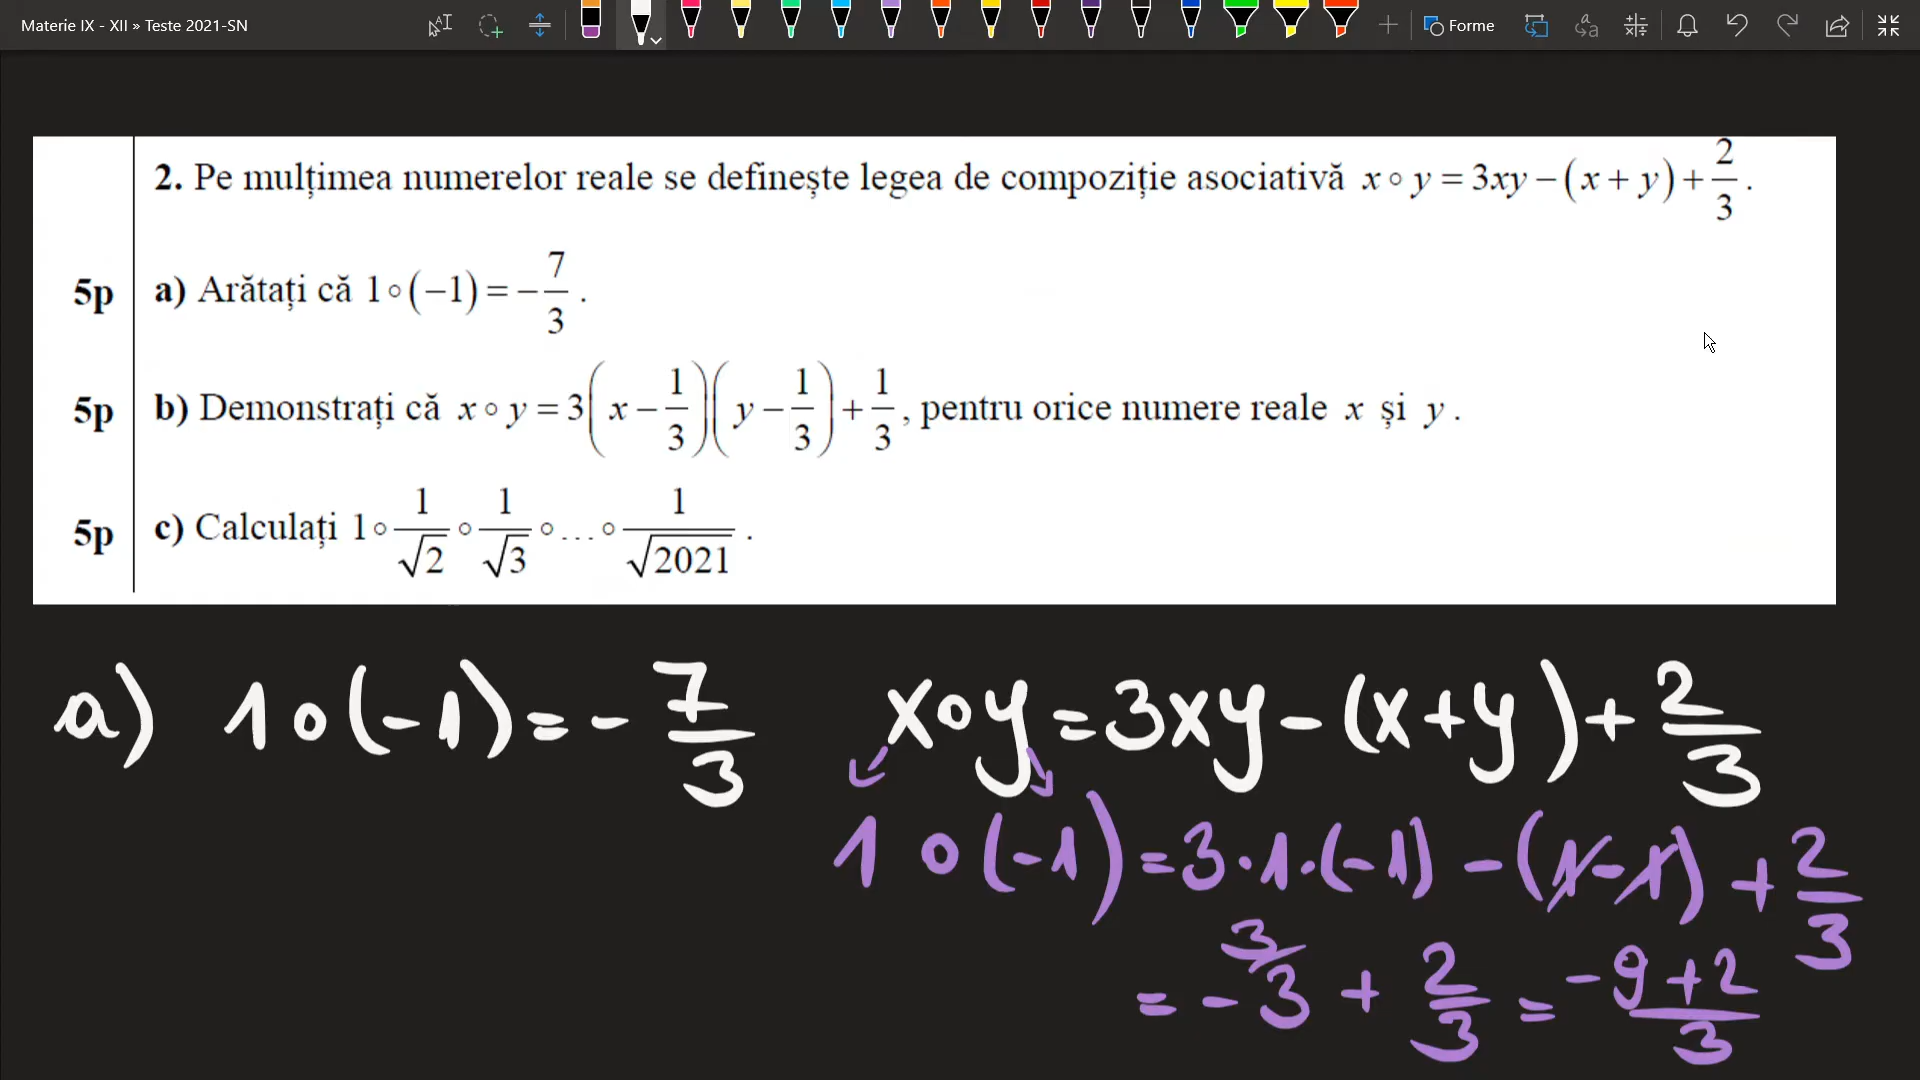 Materie IX - XII » Teste 2021-SN
Forme
2. Pe mulțimea numerelor reale se definește legea de compoziție asociativă x ∘ y = 3xy − (x + y) + 2/3 .
5p a) Arătați că 1 ∘ (−1) = − 7/3 .
5p b) Demonstrați că x ∘ y = 3(x − 1/3)(y − 1/3) + 1/3 , pentru orice numere reale x și y .
5p c) Calculați 1 ∘ 1/√2 ∘ 1/√3 ∘ ... ∘ 1/√2021 .
a) 1 ∘ (-1) = - 7/3 x∘y = 3xy - (x+y) + 2/3
1 ∘ (-1) = 3·1·(-1) - (1-1) + 2/3
= - 3/ 3 + 2/3 = -9+2/3